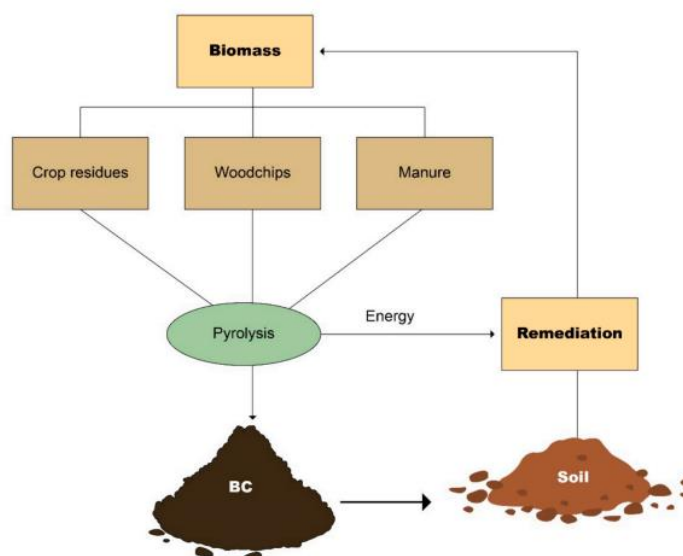 Biomass
Crop residues
Woodchips
Manure
Pyrolysis
Energy
Remediation
BC
Soil